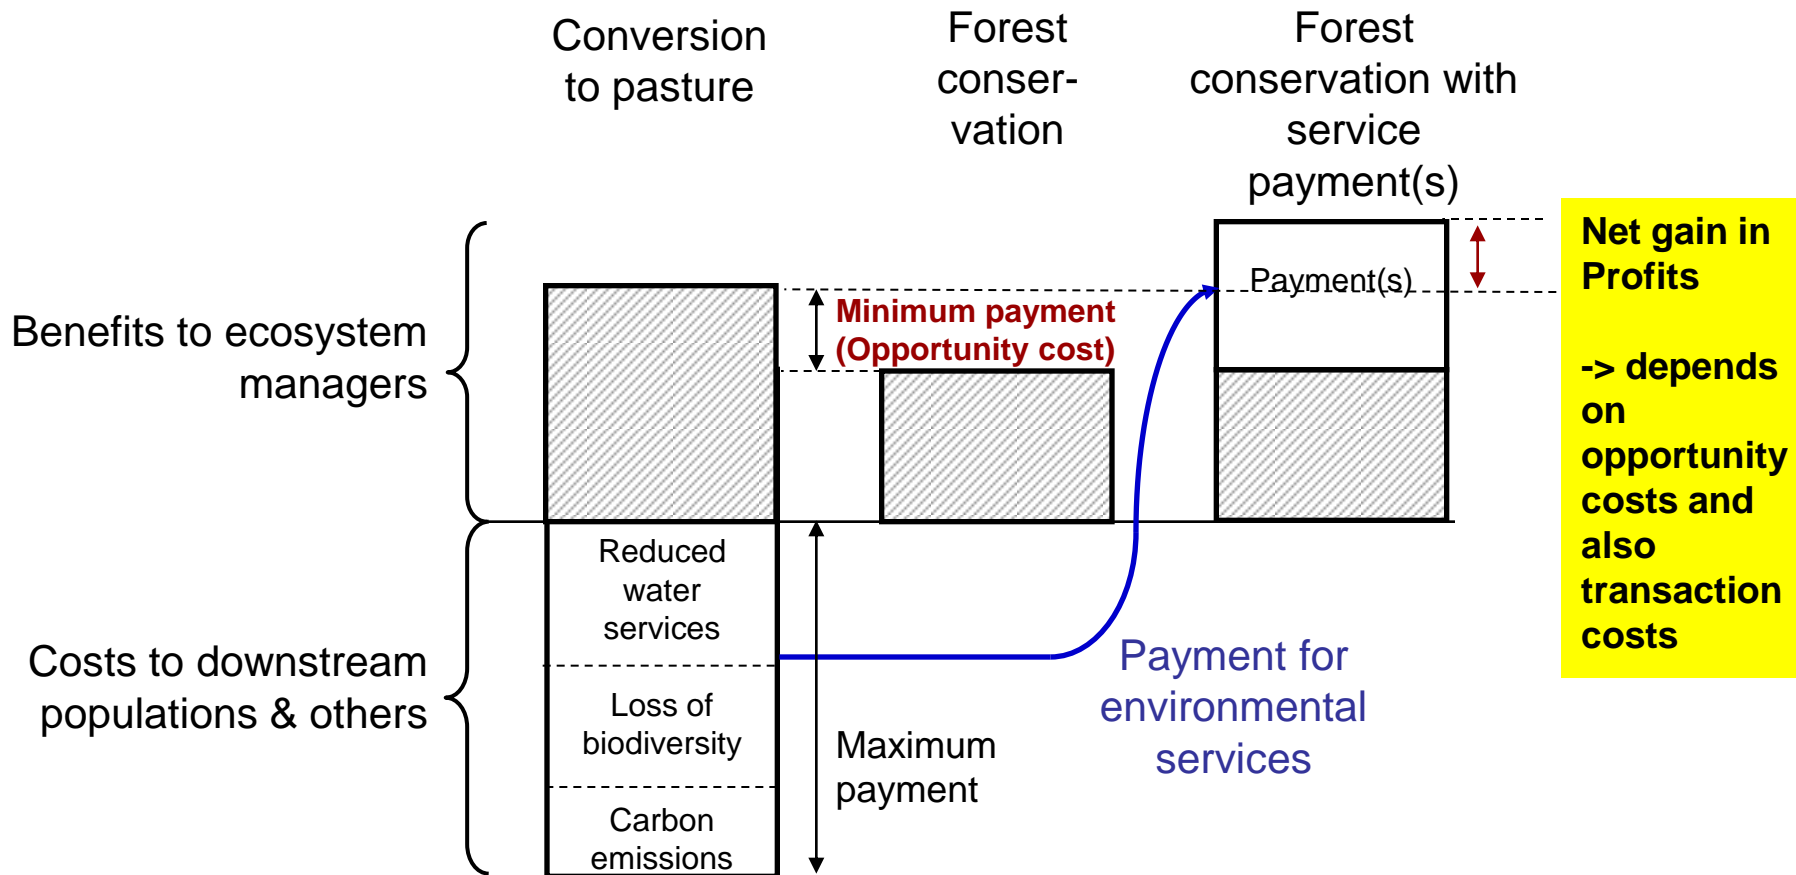 Conversion
to pasture
Forest
conser-
vation
Forest
conservation with
service
payment(s)
Benefits to ecosystem
managers
Minimum payment
(Opportunity cost)
Payment(s)
Net gain in
Profits
-> depends
on
opportunity
costs and
also
transaction
costs
Costs to downstream
populations & others
Reduced
water
services
Loss of
biodiversity
Carbon
emissions
Maximum
payment
Payment for
environmental
services